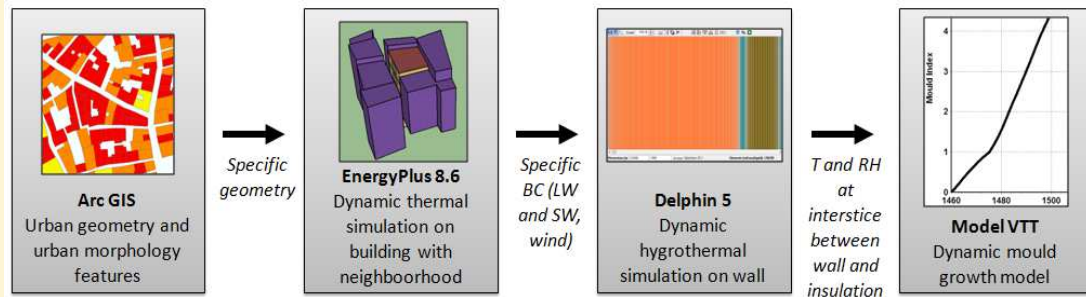 Arc GIS
Urban geometry and
urban morphology
features
Specific
geometry
EnergyPlus 8.6
Dynamic thermal
simulation on
building with
neighboorhood
Specific
BC (LW
and SW,
wind)
Delphin 5
Dynamic
hygrothermal
simulation on wall
T and RH
at
interstice
between
wall and
insulation
Mould Index
4
3
2
1
0
1460 1480 1500
Model VTT
Dynamic mould
growth model